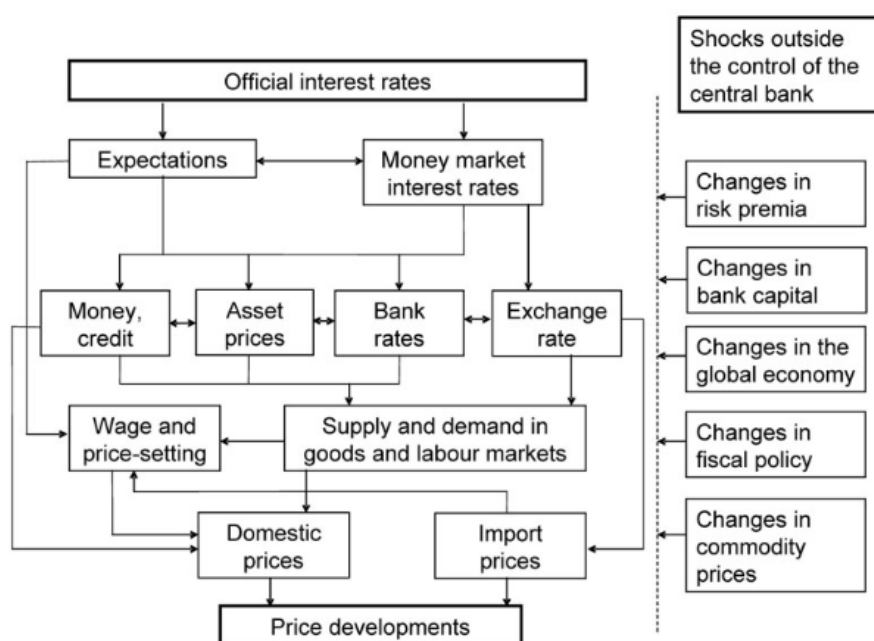 Official interest rates
Shocks outside
the control of the
central bank
Expectations
Money market
interest rates
Changes in
risk premia
Money,
credit
Asset
prices
Bank
rates
Exchange
rate
Changes in
bank capital
Changes in the
global economy
Wage and
price-setting
Supply and demand in
goods and labour markets
Changes in
fiscal policy
Domestic
prices
Import
prices
Changes in
commodity
prices
Price developments